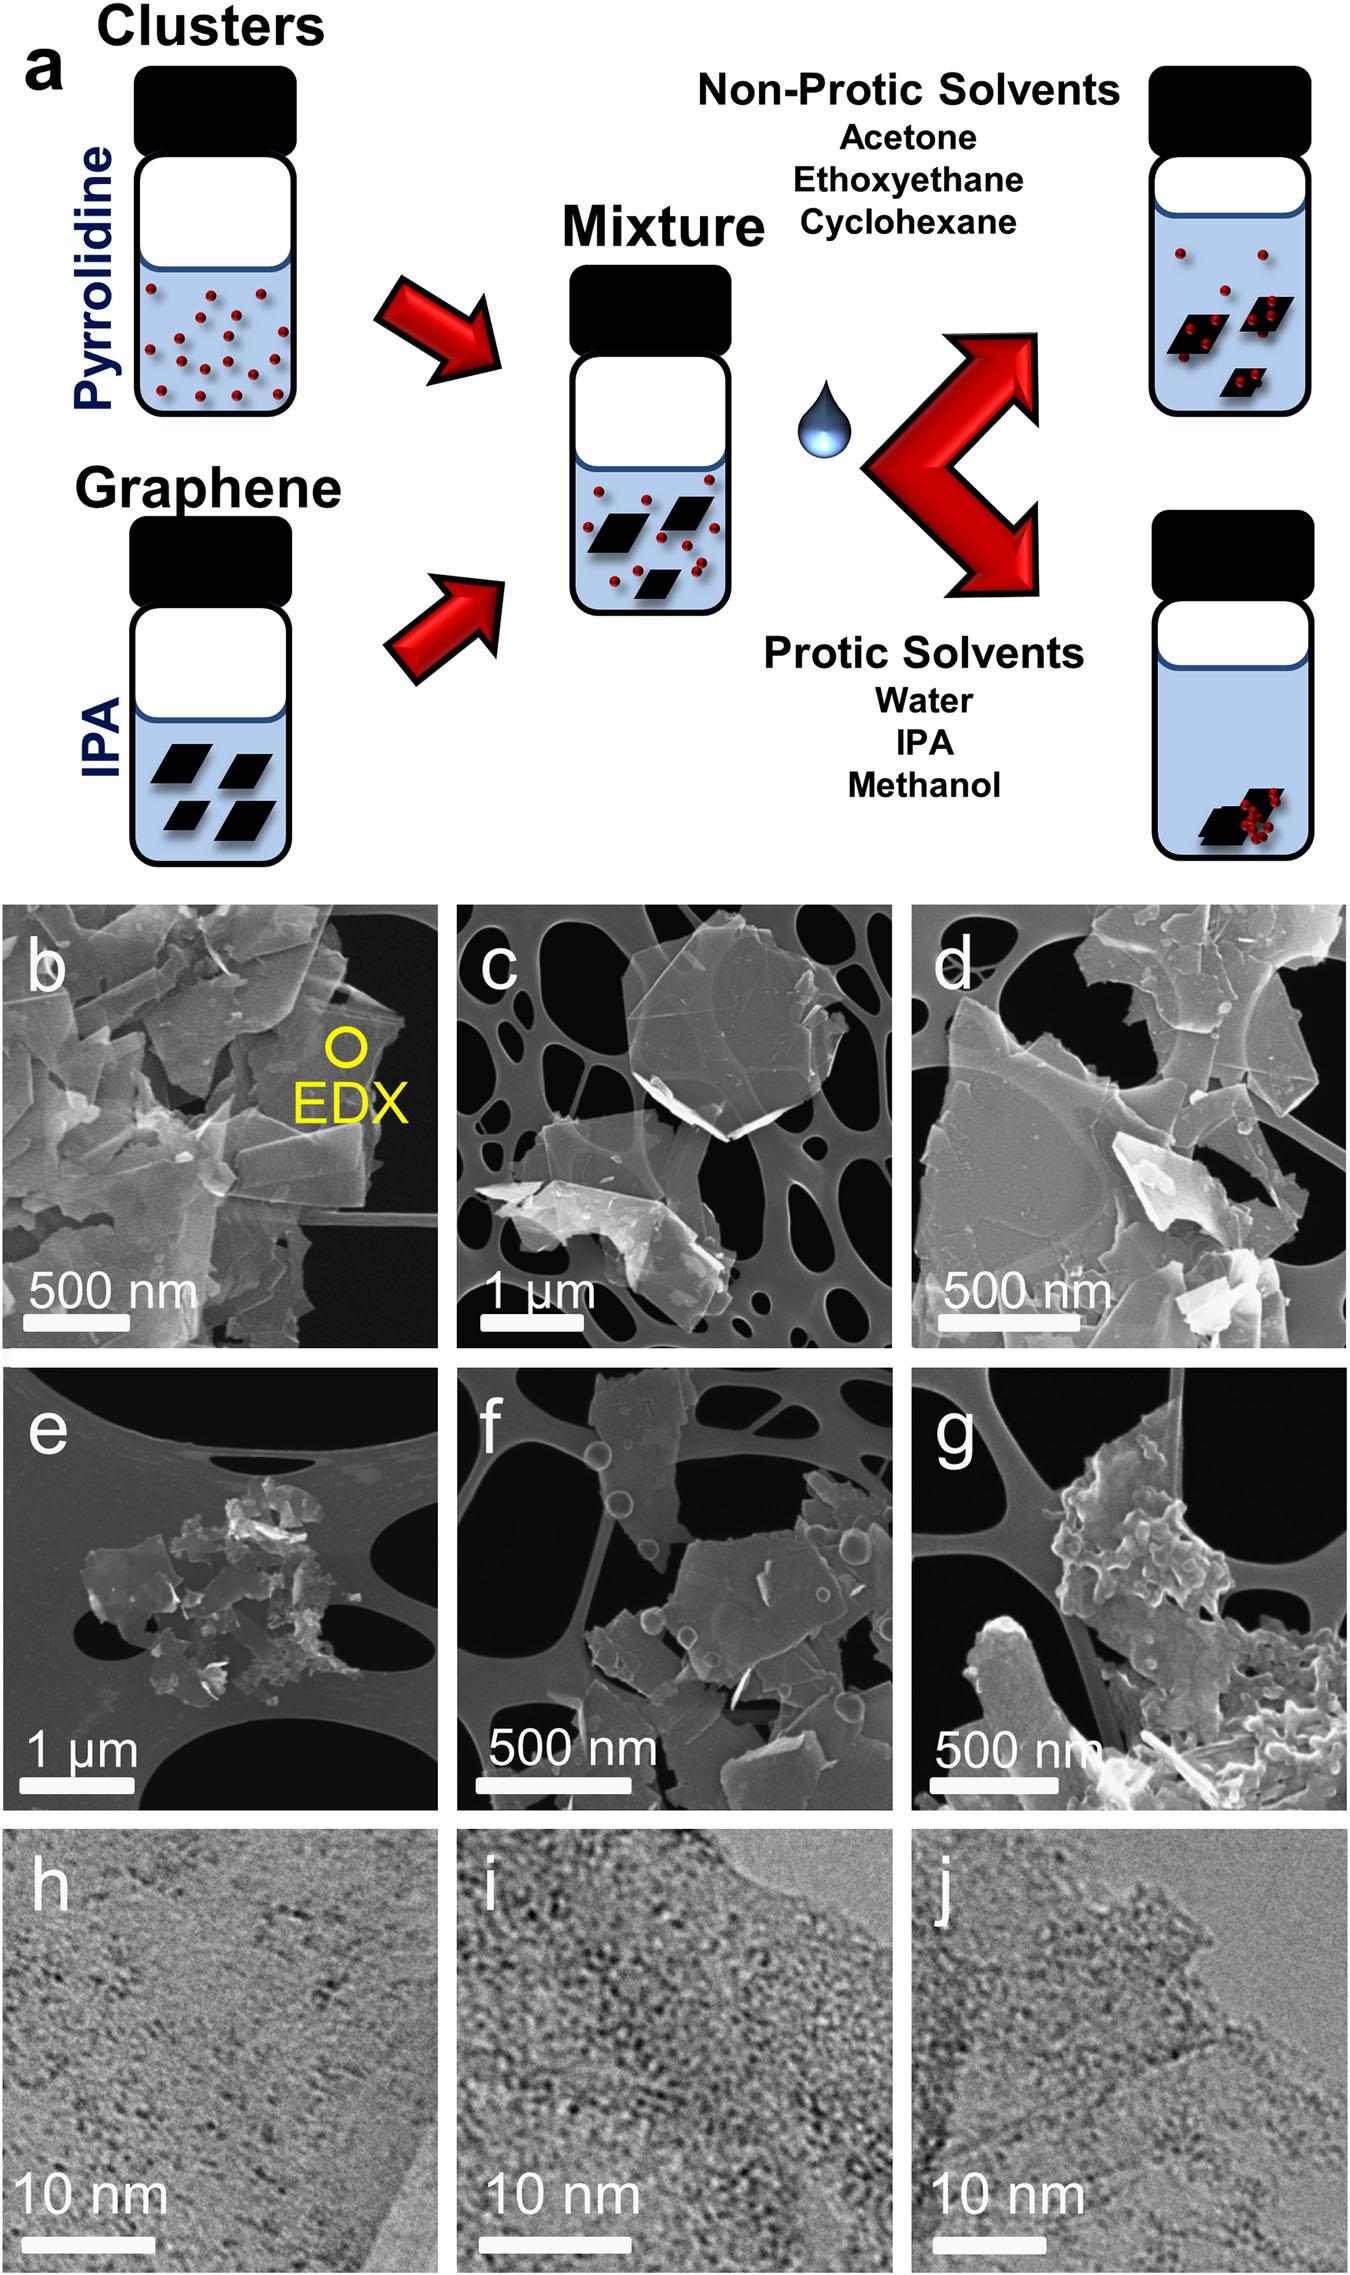 a
Clusters
Pyrrolidine
Graphene
IPA
Mixture
Non-Protic Solvents
Acetone
Ethoxyethane
Cyclohexane
Protic Solvents
Water
IPA
Methanol
b
EDX
500 nm
c
1 µm
d
500 nm
e
1 µm
f
500 nm
g
500 nm
h
10 nm
i
10 nm
j
10 nm